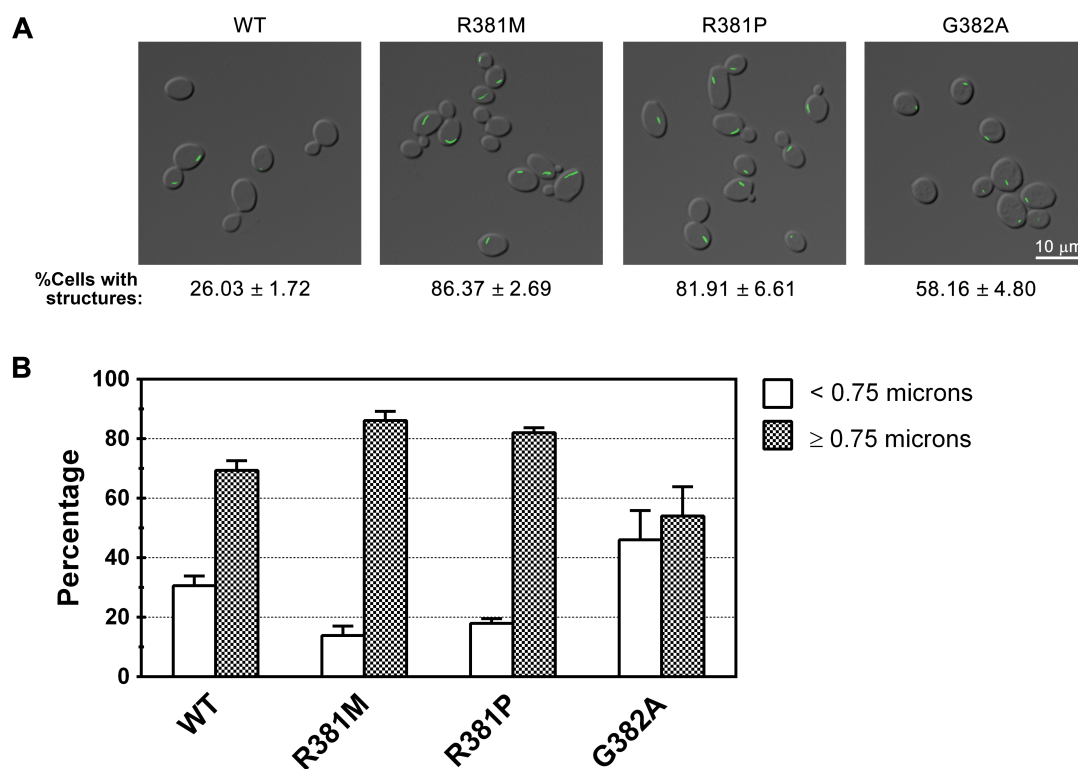 A
WT
R381M
R381P
G382A
10 μm
%Cells with
structures:
26.03 ± 1.72
86.37 ± 2.69
81.91 ± 6.61
58.16 ± 4.80
B
Percentage
100
80
60
40
20
0
WT
R381M
R381P
G382A
< 0.75 microns
≥ 0.75 microns